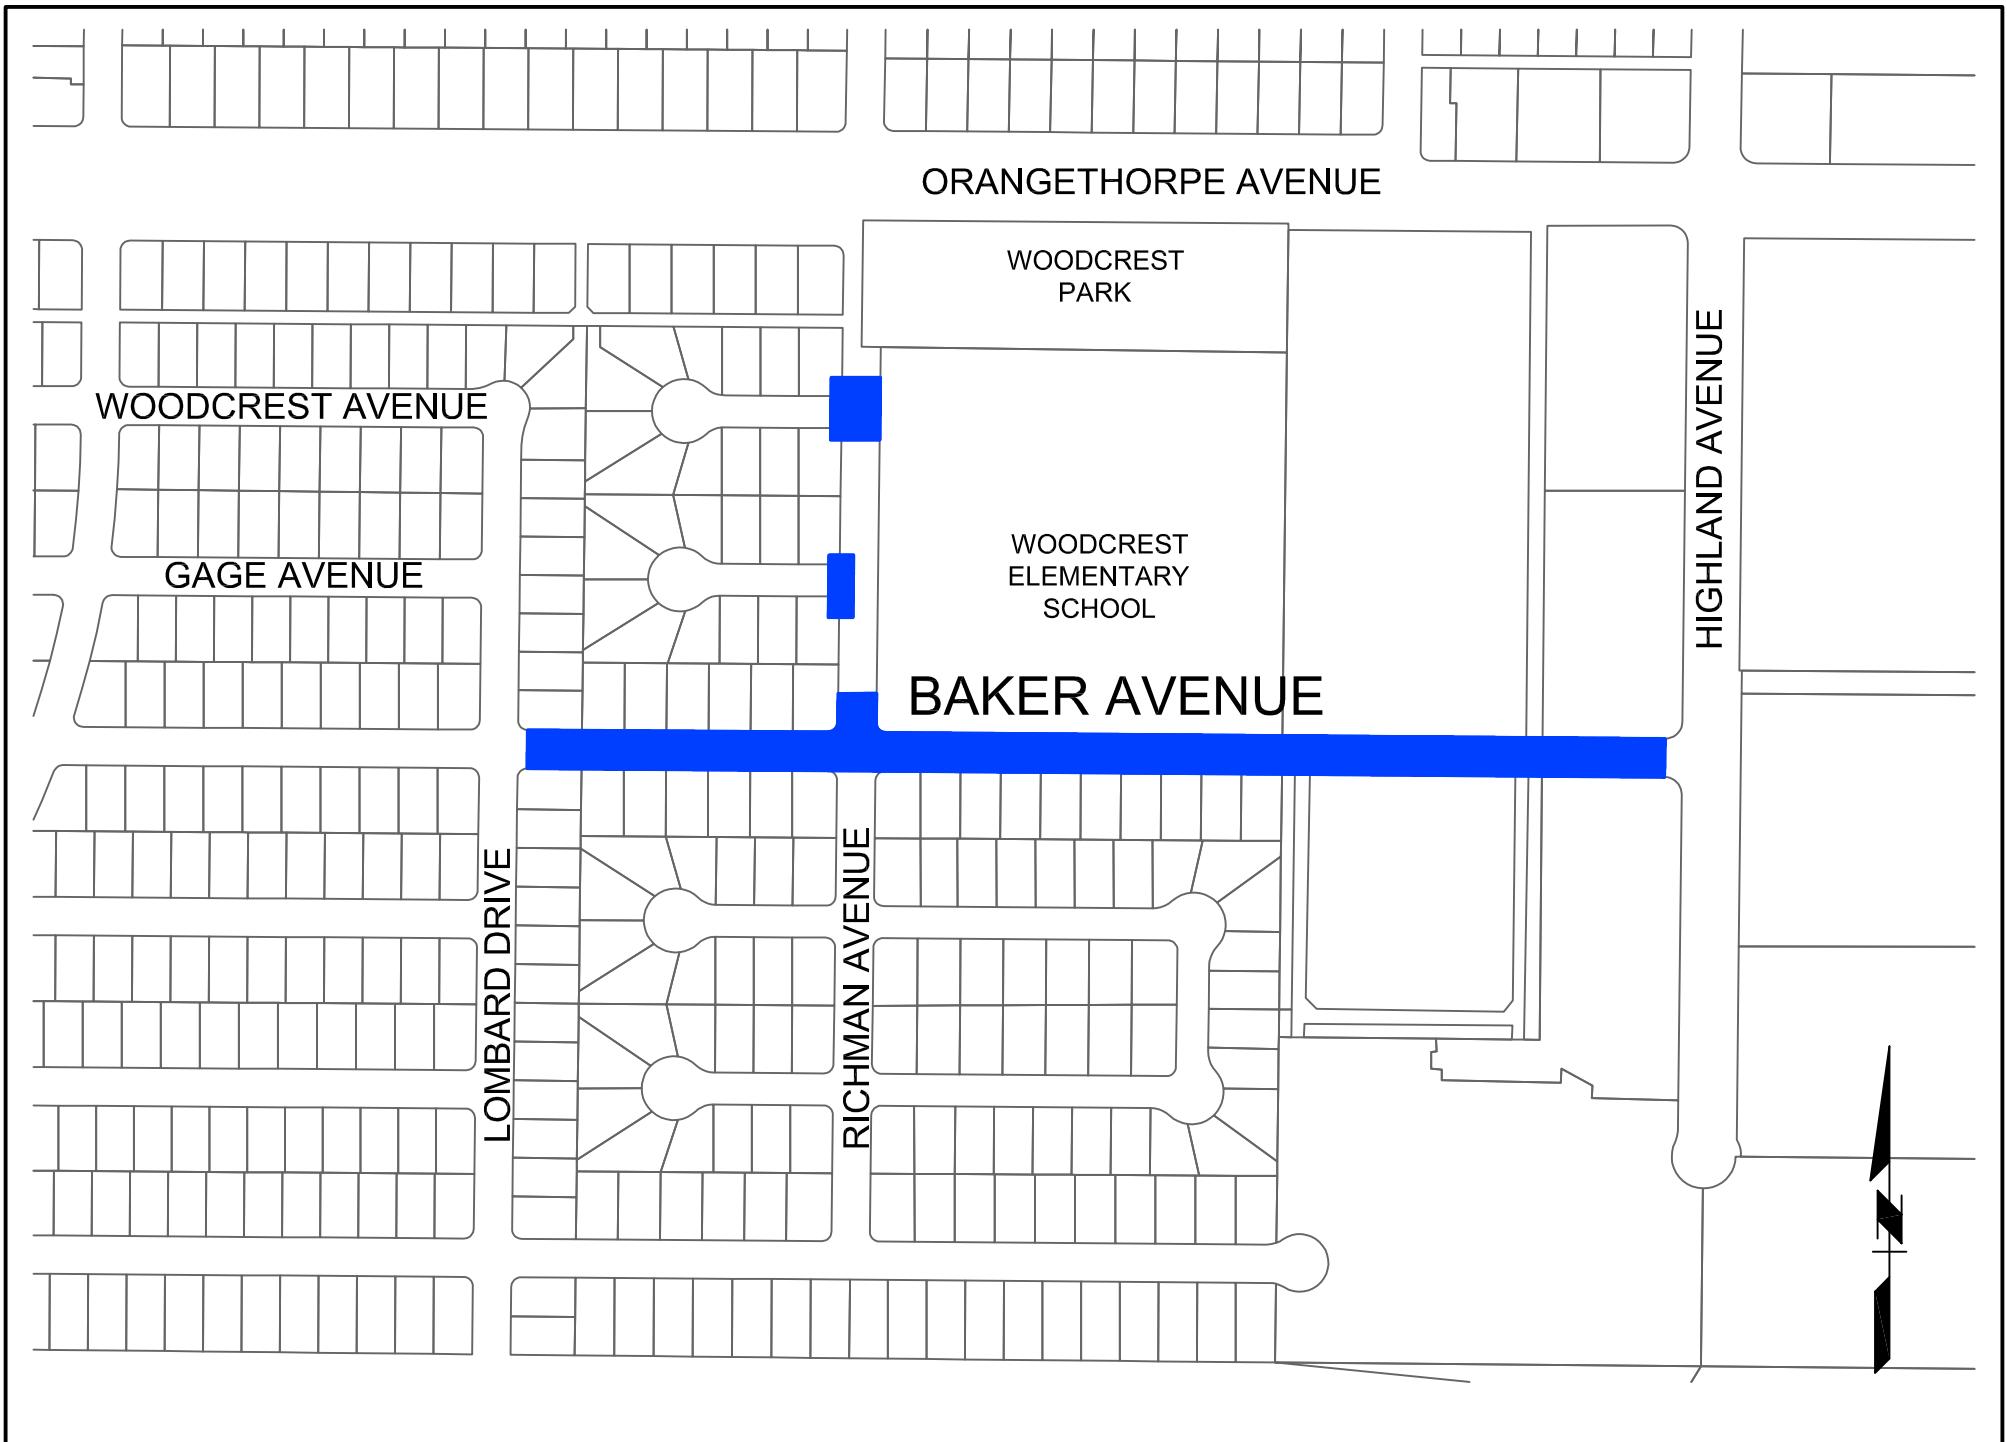 ORANGETHORPE AVENUE
WOODCREST
PARK
HIGHLAND AVENUE
WOODCREST AVENUE
WOODCREST
ELEMENTARY
SCHOOL
GAGE AVENUE
BAKER AVENUE
LOMBARD DRIVE
RICHMAN AVENUE
N